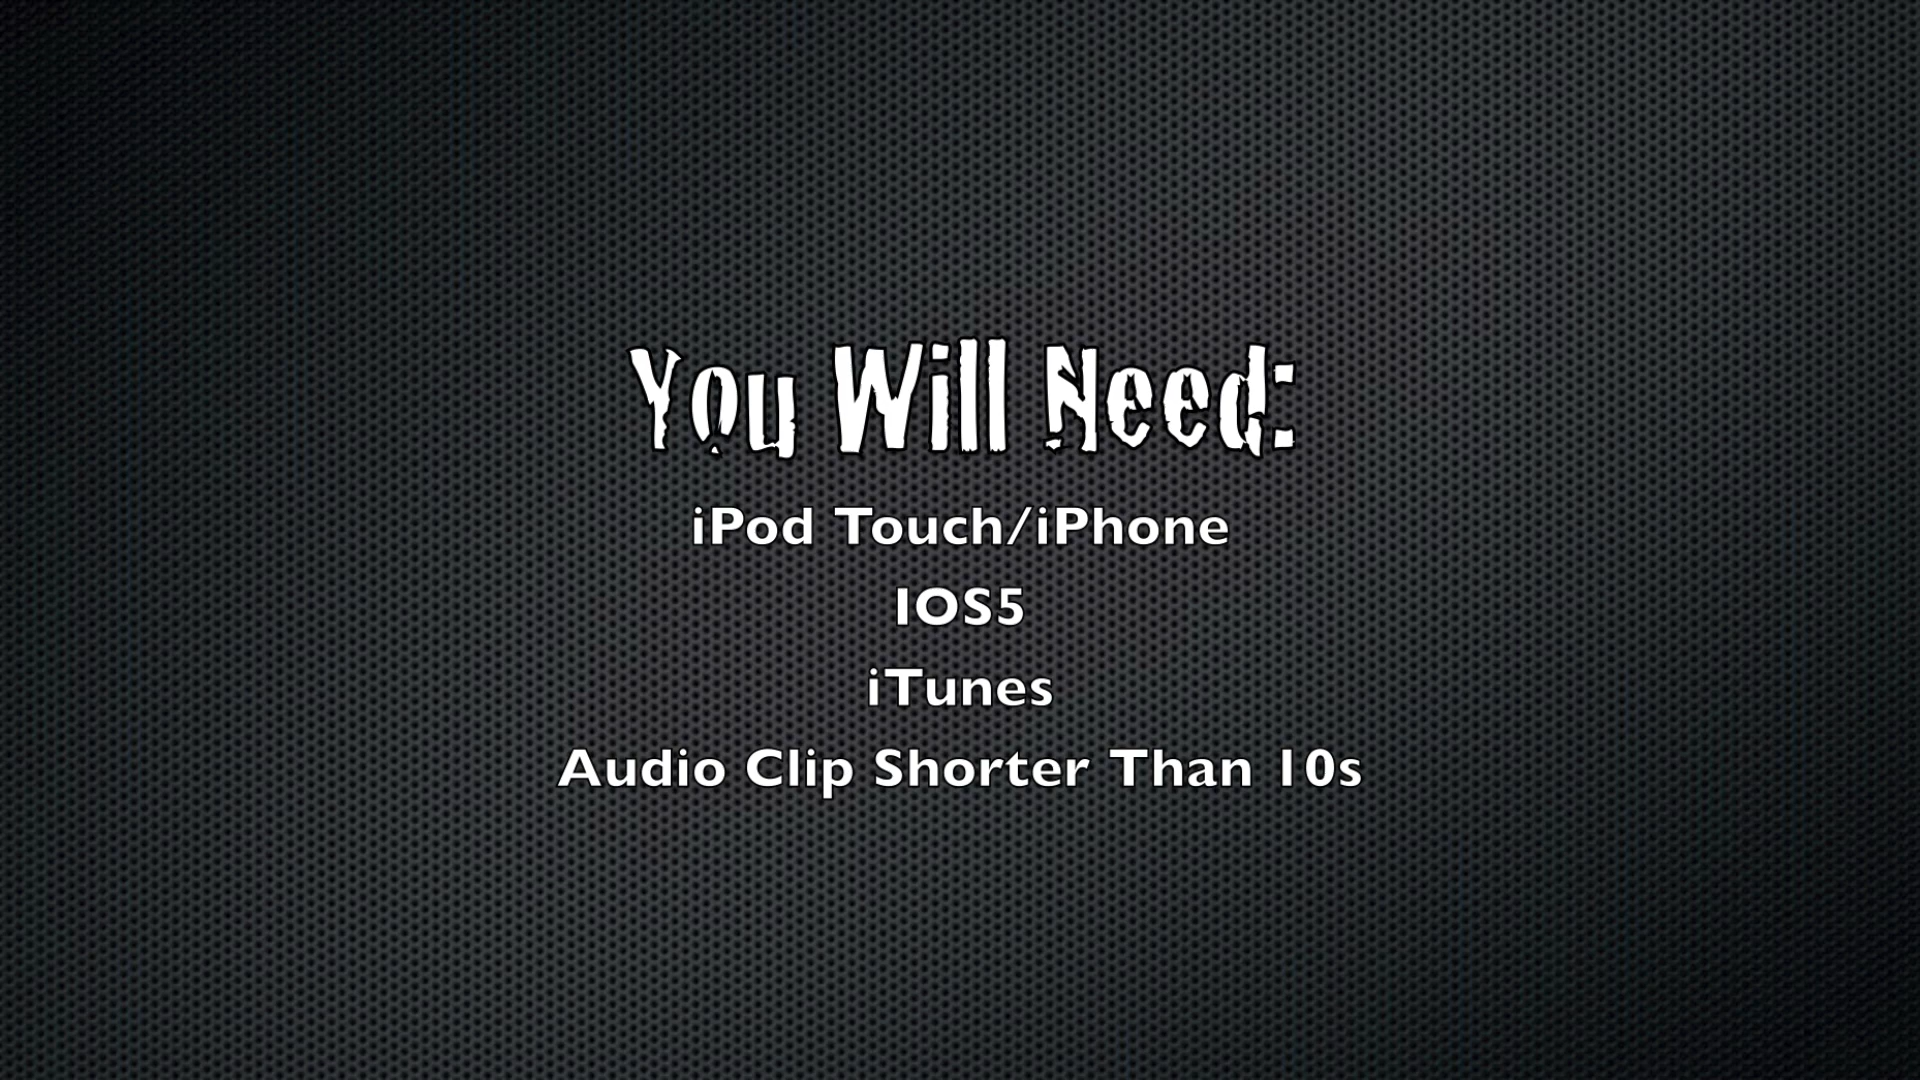 You Will Need:
iPod Touch/iPhone
IOS5
iTunes
Audio Clip Shorter Than 10s